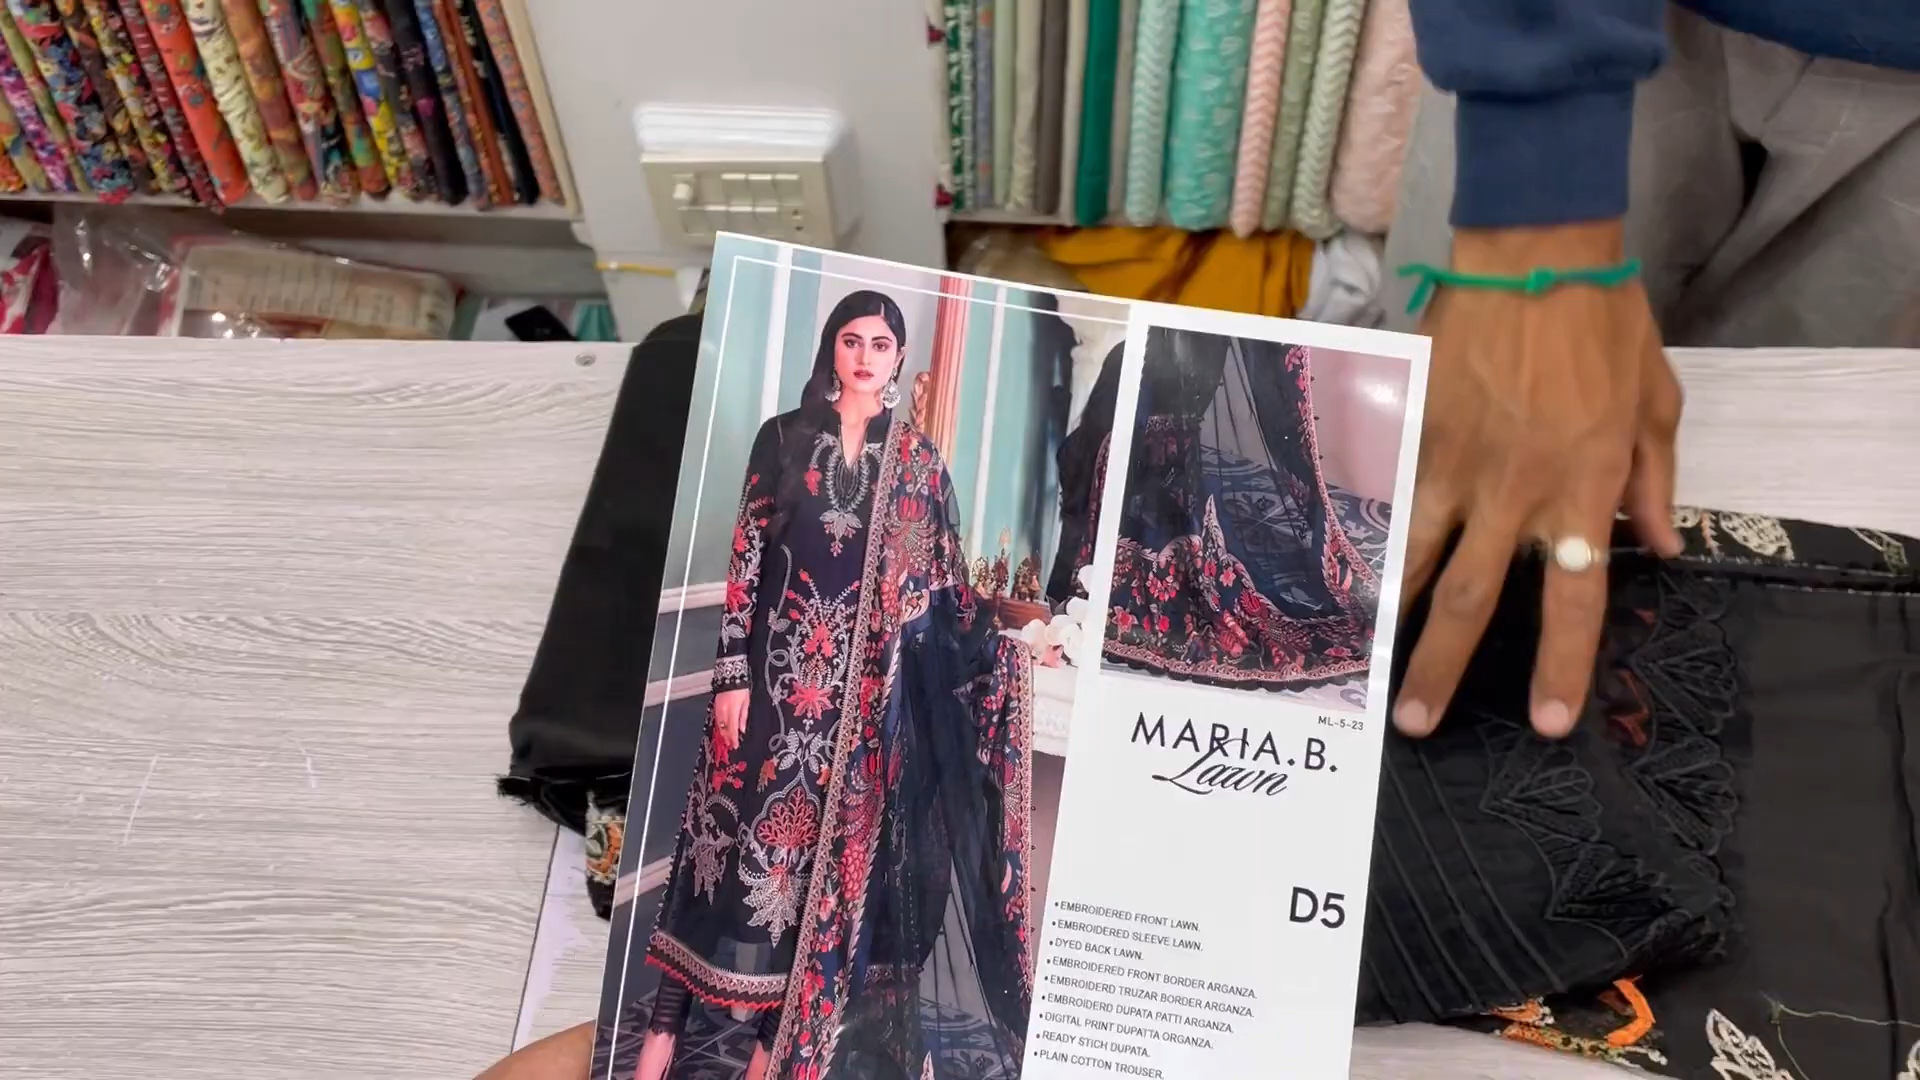 ML-5-23
MARIA.B.
Lawn
D5
• EMBROIDERED FRONT LAWN.
• EMBROIDERED SLEEVE LAWN.
• DYED BACK LAWN.
• EMBROIDERED FRONT BORDER ARGANZA.
• EMBROIDERD TRUZAR BORDER ARGANZA.
• EMBROIDERD DUPATA PATTI ARGANZA.
• DIGITAL PRINT DUPATTA ORGANZA.
• READY STICH DUPATA.
• PLAIN COTTON TROUSER.